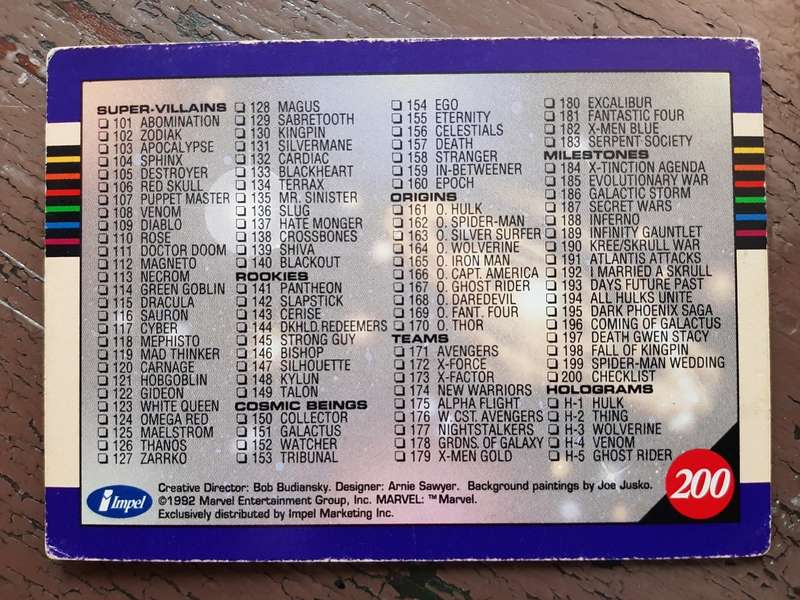 SUPER-VILLAINS
101 ABOMINATION
102 ZODIAK
103 APOCALYPSE
104 SPHINX
105 DESTROYER
106 RED SKULL
107 PUPPET MASTER
108 VENOM
109 DIABLO
110 ROSE
111 DOCTOR DOOM
112 MAGNETO
113 NECROM
114 GREEN GOBLIN
115 DRACULA
116 SAURON
117 CYBER
118 MEPHISTO
119 MAD THINKER
120 CARNAGE
121 HOBGOBLIN
122 GIDEON
123 WHITE QUEEN
124 OMEGA RED
125 MAELSTROM
126 THANOS
127 ZARRKO
128 MAGUS
129 SABRETOOTH
130 KINGPIN
131 SILVERMANE
132 CARDIAC
133 BLACKHEART
134 TERRAX
135 MR. SINISTER
136 SLUG
137 HATE MONGER
138 CROSSBONES
139 SHIVA
140 BLACKOUT
ROOKIES
141 PANTHEON
142 SLAPSTICK
143 CERISE
144 DKHLD. REDEEMERS
145 STRONG GUY
146 BISHOP
147 SILHOUETTE
148 KYLUN
149 TALON
COSMIC BEINGS
150 COLLECTOR
151 GALACTUS
152 WATCHER
153 TRIBUNAL
154 EGO
155 ETERNITY
156 CELESTIALS
157 DEATH
158 STRANGER
159 IN-BETWEENER
160 EPOCH
ORIGINS
161 O. HULK
162 O. SPIDER-MAN
163 O. SILVER SURFER
164 O. WOLVERINE
165 O. IRON MAN
166 O. CAPT. AMERICA
167 O. GHOST RIDER
168 O. DAREDEVIL
169 O. FANT. FOUR
170 O. THOR
TEAMS
171 AVENGERS
172 X-FORCE
173 X-FACTOR
174 NEW WARRIORS
175 ALPHA FLIGHT
176 W. CST. AVENGERS
177 NIGHTSTALKERS
178 GRDNS. OF GALAXY
179 X-MEN GOLD
180 EXCALIBUR
181 FANTASTIC FOUR
182 X-MEN BLUE
183 SERPENT SOCIETY
MILESTONES
184 X-TINCTION AGENDA
185 EVOLUTIONARY WAR
186 GALACTIC STORM
187 SECRET WARS
188 INFERNO
189 INFINITY GAUNTLET
190 KREE/SKRULL WAR
191 ATLANTIS ATTACKS
192 I MARRIED A SKRULL
193 DAYS FUTURE PAST
194 ALL HULKS UNITE
195 DARK PHOENIX SAGA
196 COMING OF GALACTUS
197 DEATH GWEN STACY
198 FALL OF KINGPIN
199 SPIDER-MAN WEDDING
200 CHECKLIST
HOLOGRAMS
H-1 HULK
H-2 THING
H-3 WOLVERINE
H-4 VENOM
H-5 GHOST RIDER
Creative Director: Bob Budiansky. Designer: Arnie Sawyer. Background paintings by Joe Jusko.
©1992 Marvel Entertainment Group, Inc. MARVEL: ™Marvel.
Exclusively distributed by Impel Marketing Inc.
Impel
200